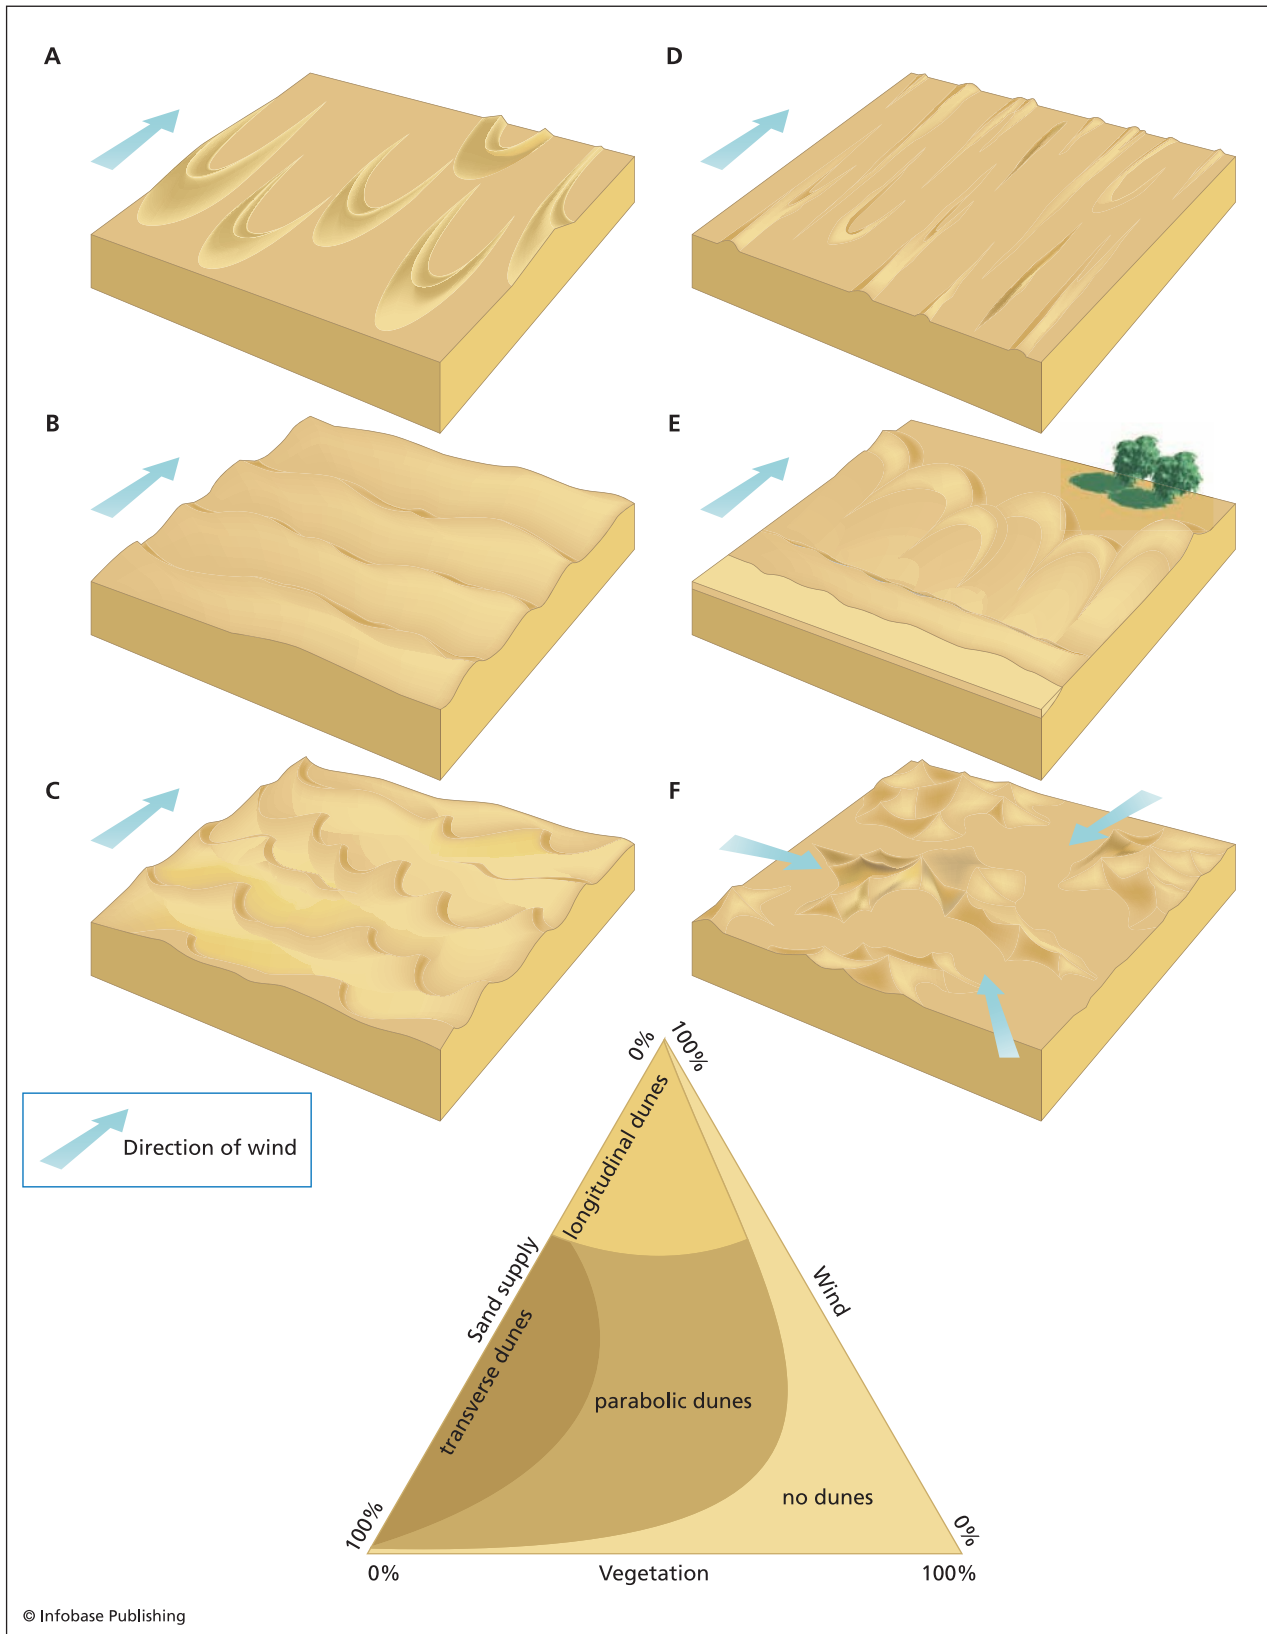 A
D
B
E
C
F
Direction of wind
0%
100%
longitudinal dunes
Sand supply
Wind
transverse dunes
parabolic dunes
no dunes
100%
0%
0%
Vegetation
100%
© Infobase Publishing